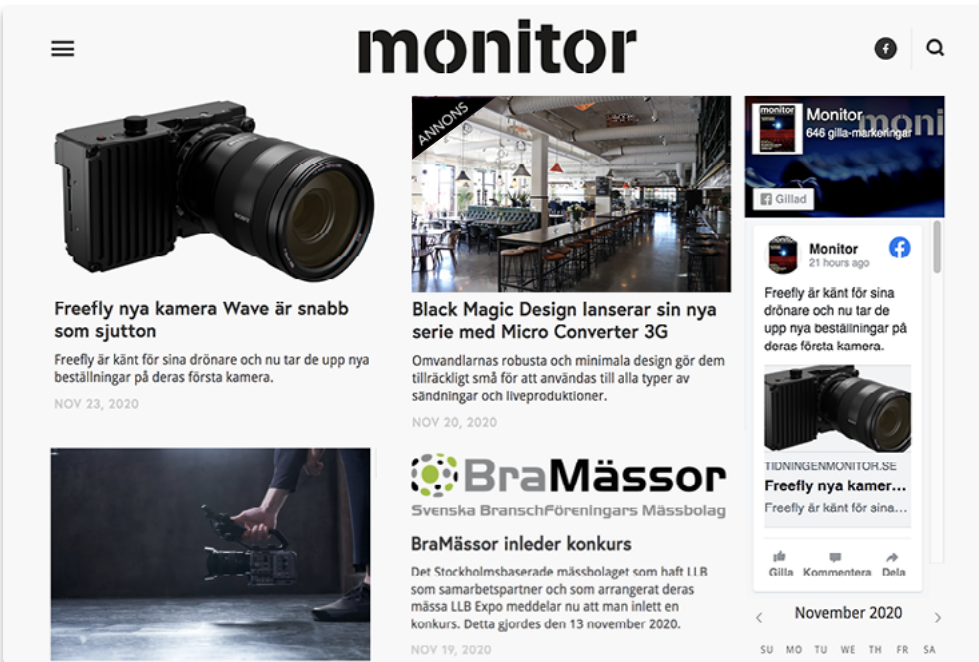 monitor
Freefly nya kamera Wave är snabb
som sjutton
Freefly är känt för sina drönare och nu tar de upp nya
beställningar på deras första kamera.
NOV 23, 2020
ANNONS
Black Magic Design lanserar sin nya
serie med Micro Converter 3G
Omvandlarnas robusta och minimala design gör dem
tillräckligt små för att användas till alla typer av
sändningar och liveproduktioner.
NOV 20, 2020
BraMässor
Svenska BranschFöreningars Mässbolag
BraMässor inleder konkurs
Det Stockholmsbaserade mässbolaget som haft LLB
som samarbetspartner och som arrangerat deras
mässa LLB Expo meddelar nu att man inlett en
konkurs. Detta gjordes den 13 november 2020.
NOV 19, 2020
monitor
Monitor
moni
646 gilla-markeringar
Gillad
Monitor
21 hours ago
Freefly är känt för sina
drönare och nu tar de
upp nya beställningar på
deras första kamera.
TIDNINGENMONITOR.SE
Freefly nya kamer...
Freefly är känt för sina...
Gilla Kommentera Dela
November 2020
SU MO TU WE TH FR SA